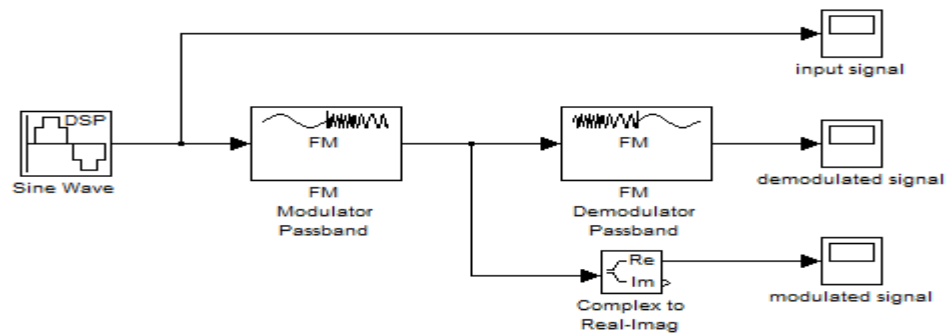 input signal
DSP
Sine Wave
FM
FM
Modulator
Passband
FM
FM
Demodulator
Passband
demodulated signal
Re
Im
Complex to
Real-Imag
modulated signal